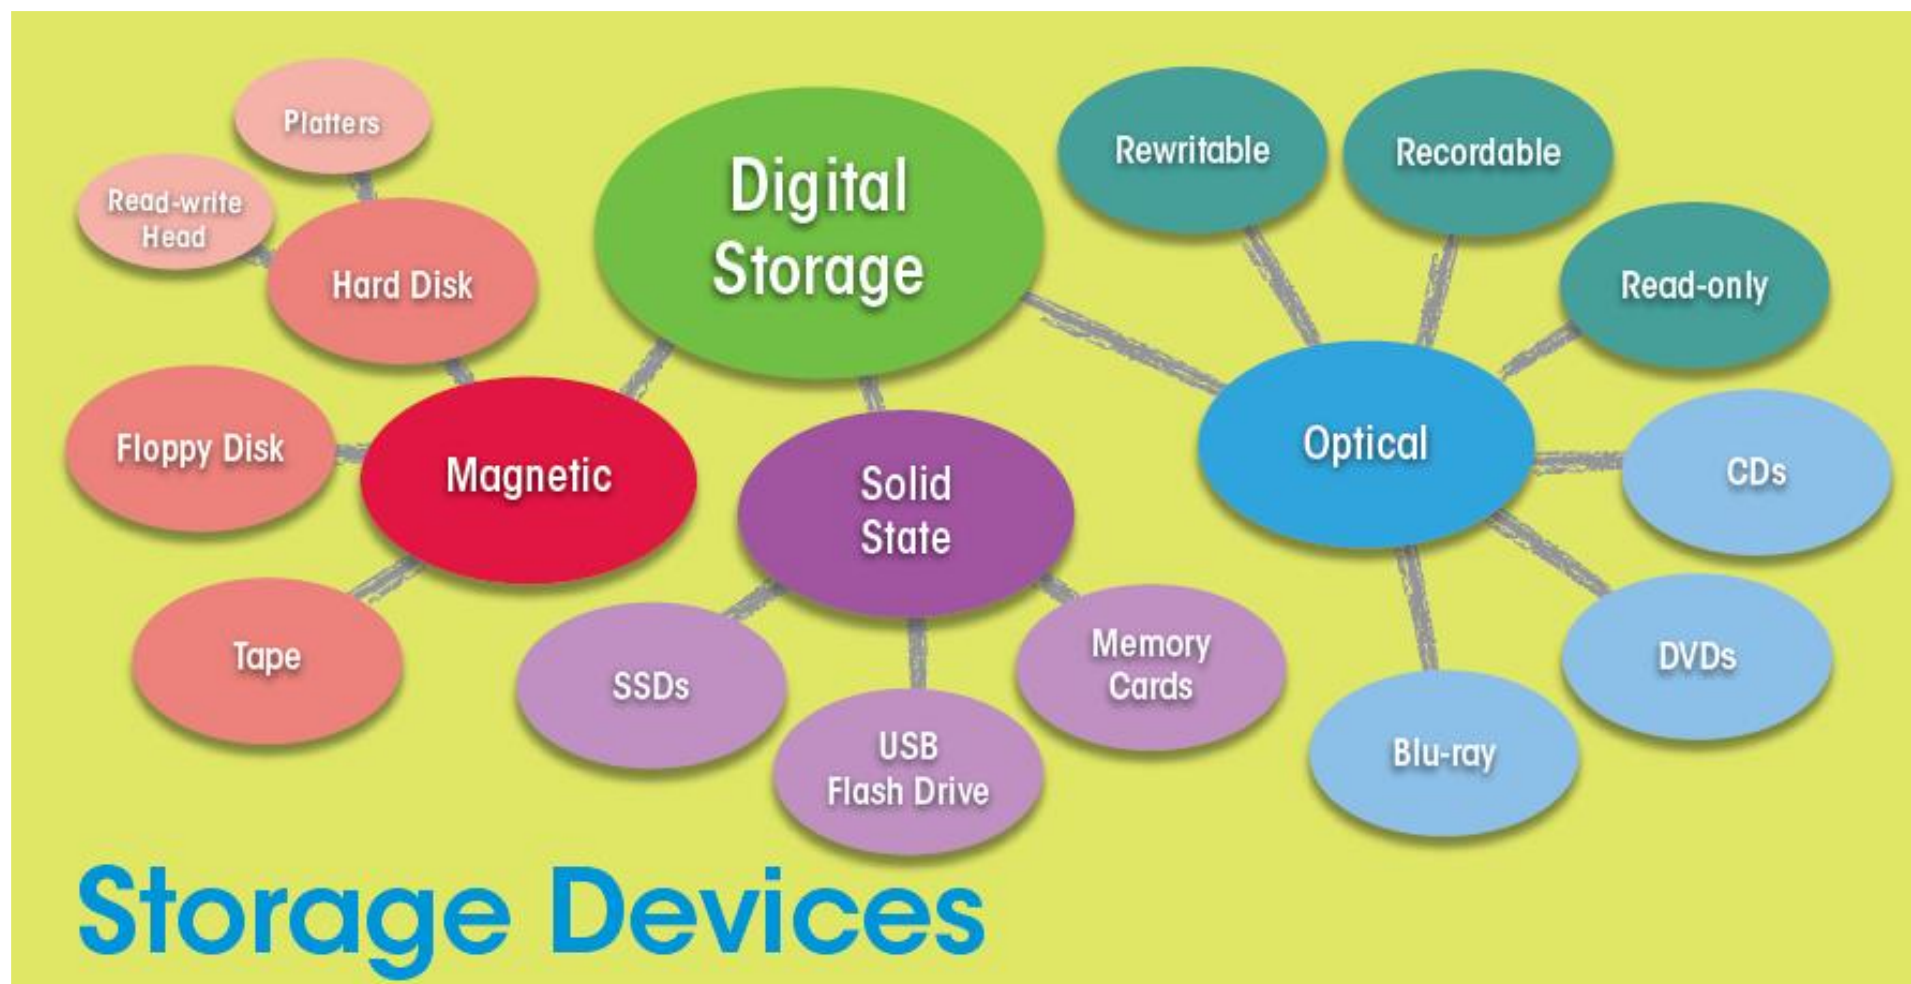 Platters
Read-write
Head
Hard Disk
Floppy Disk
Magnetic
Tape
Digital
Storage
Solid
State
SSDs
USB
Flash Drive
Memory
Cards
Rewritable
Recordable
Read-only
Optical
CDs
DVDs
Blu-ray
Storage Devices